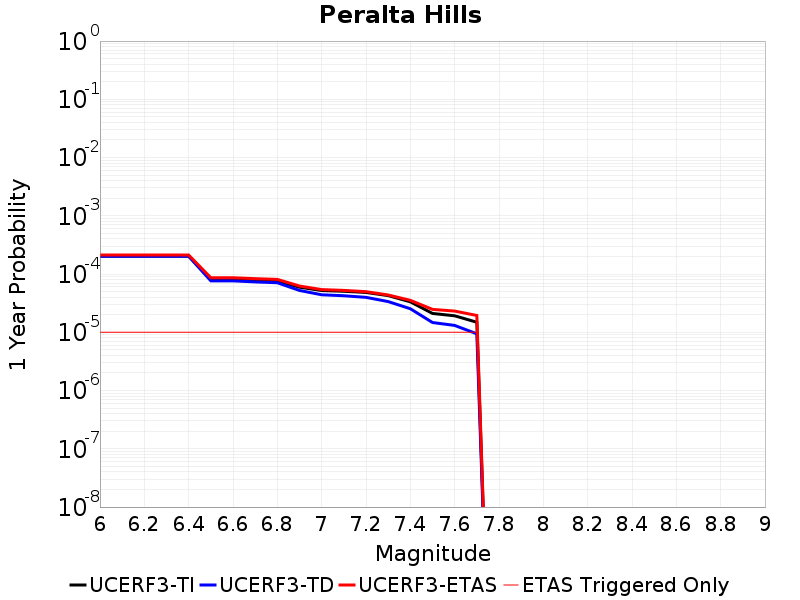 Peralta Hills
1 Year Probability
10^0
10^-1
10^-2
10^-3
10^-4
10^-5
10^-6
10^-7
10^-8
6 6.2 6.4 6.6 6.8 7 7.2 7.4 7.6 7.8 8 8.2 8.4 8.6 8.8 9
Magnitude
UCERF3-TI UCERF3-TD UCERF3-ETAS ETAS Triggered Only